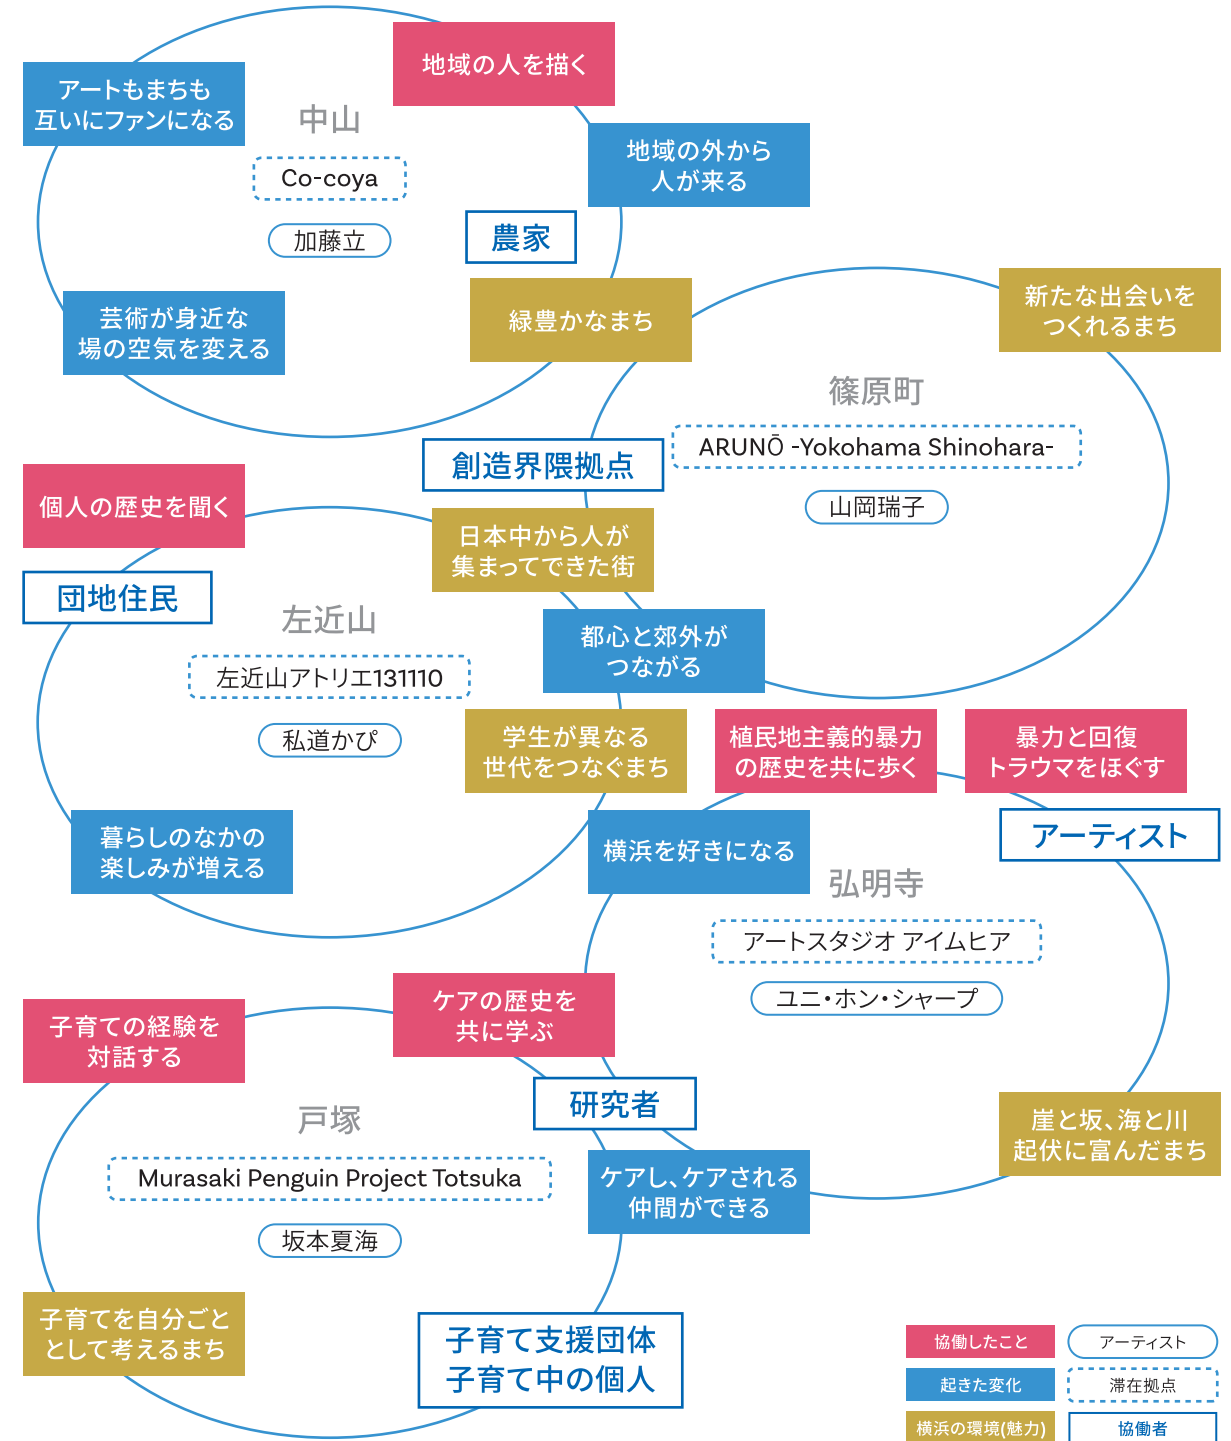 地域の人を描く
アートもまちも
互いにファンになる
中山
Co-coya
加藤立
地域の外から
人が来る
農家
芸術が身近な
場の空気を変える
緑豊かなまち
新たな出会いを
つくれるまち
篠原町
ARUNŌ -Yokohama Shinohara-
山岡瑞子
創造界隈拠点
個人の歴史を聞く
団地住民
日本中から人が
集まってできた街
左近山
左近山アトリエ131110
私道かぴ
都心と郊外が
つながる
学生が異なる
世代をつなぐまち
植民地主義的暴力
の歴史を共に歩く
暴力と回復
トラウマをほぐす
アーティスト
暮らしのなかの
楽しみが増える
横浜を好きになる
弘明寺
アートスタジオ アイムヒア
ユニ・ホン・シャープ
子育ての経験を
対話する
ケアの歴史を
共に学ぶ
研究者
戸塚
Murasaki Penguin Project Totsuka
坂本夏海
崖と坂、海と川
起伏に富んだまち
ケアし、ケアされる
仲間ができる
子育てを自分ごと
として考えるまち
子育て支援団体
子育て中の個人
協働したこと
アーティスト
起きた変化
滞在拠点
横浜の環境(魅力)
協働者